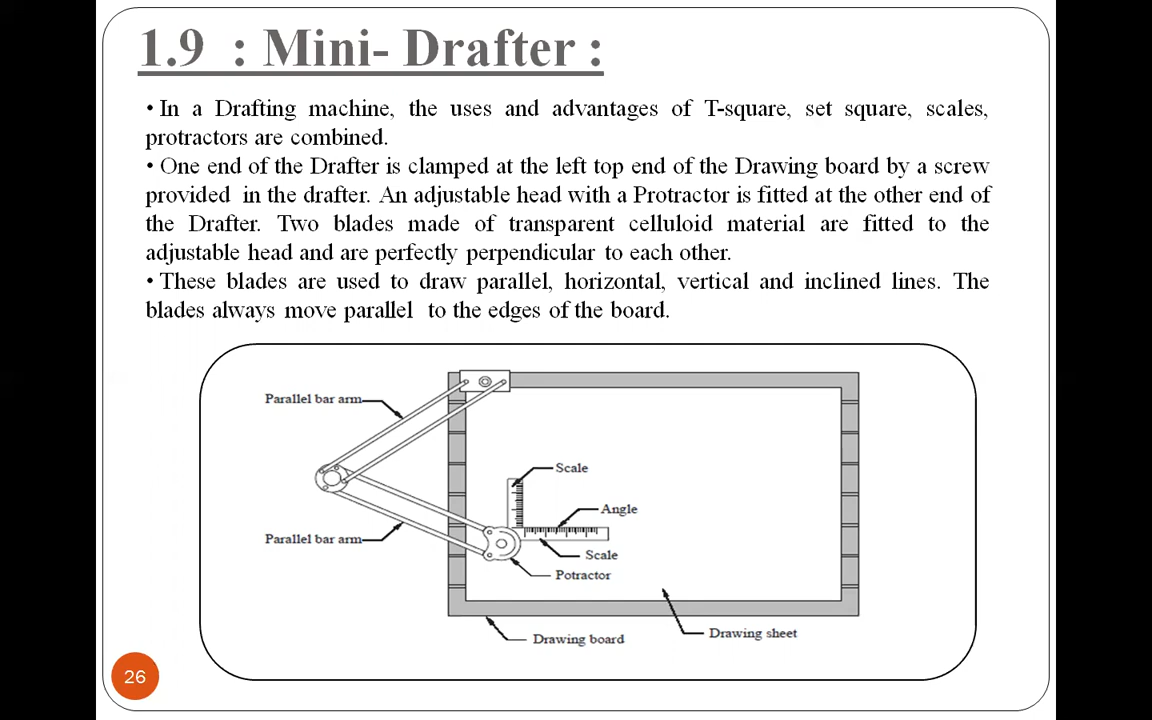 1.9 : Mini- Drafter :
• In a Drafting machine, the uses and advantages of T-square, set square, scales,
protractors are combined.
• One end of the Drafter is clamped at the left top end of the Drawing board by a screw
provided in the drafter. An adjustable head with a Protractor is fitted at the other end of
the Drafter. Two blades made of transparent celluloid material are fitted to the
adjustable head and are perfectly perpendicular to each other.
• These blades are used to draw parallel, horizontal, vertical and inclined lines. The
blades always move parallel to the edges of the board.
Parallel bar arm
Scale
Angle
Parallel bar arm
Scale
Potractor
Drawing sheet
Drawing board
26